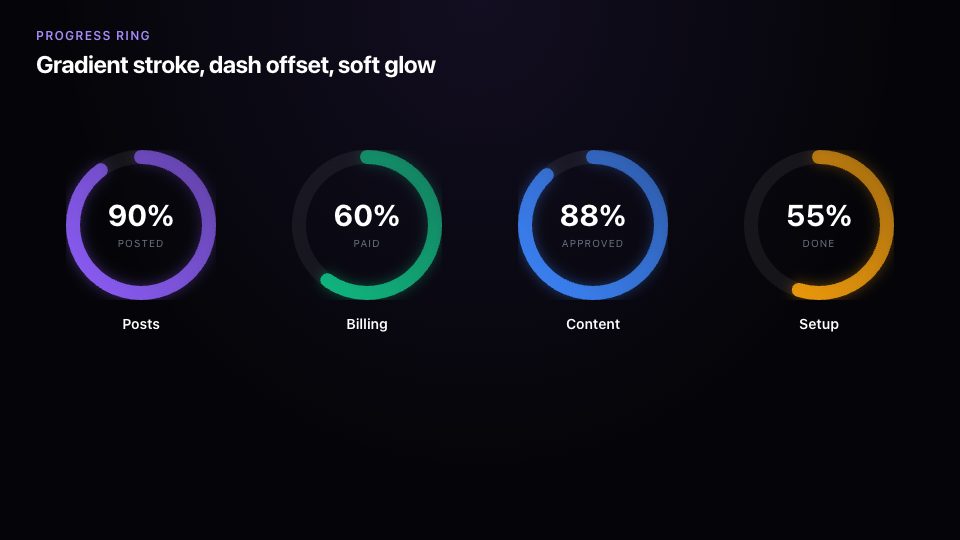 PROGRESS RING
Gradient stroke, dash offset, soft glow
90%
POSTED
Posts
60%
PAID
Billing
88%
APPROVED
Content
55%
DONE
Setup